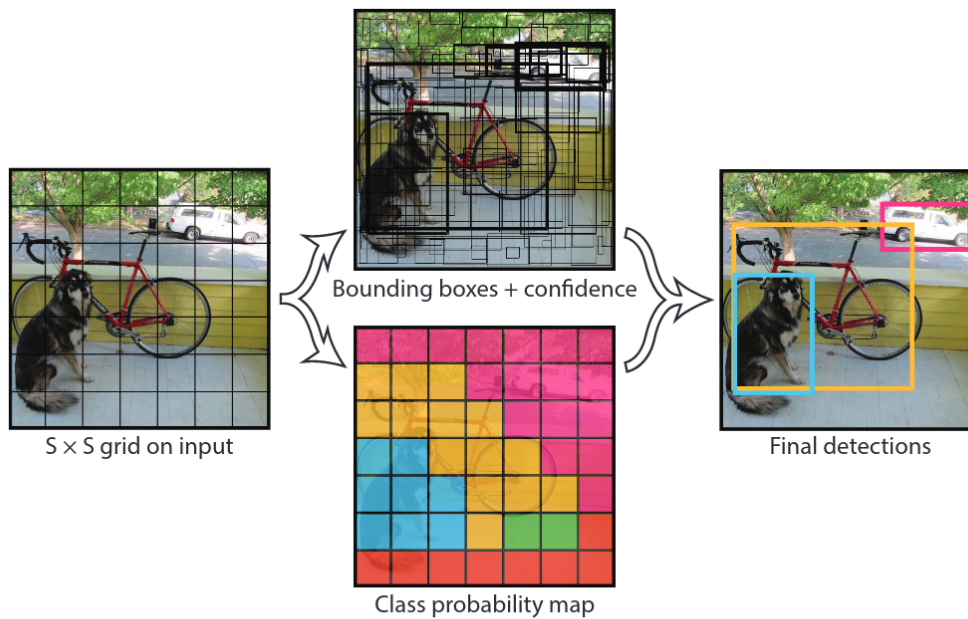 Bounding boxes + confidence
S × S grid on input
Final detections
Class probability map